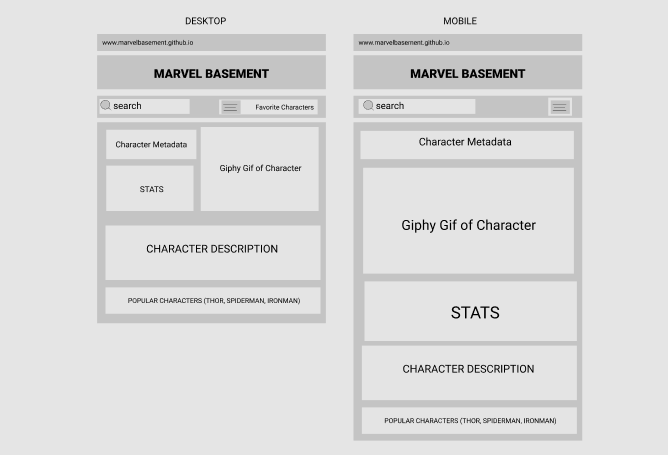 DESKTOP
www.marvelbasement.github.io
MARVEL BASEMENT
search
Favorite Characters
Character Metadata
Giphy Gif of Character
STATS
CHARACTER DESCRIPTION
POPULAR CHARACTERS (THOR, SPIDERMAN, IRONMAN)
MOBILE
www.marvelbasement.github.io
MARVEL BASEMENT
search
Character Metadata
Giphy Gif of Character
STATS
CHARACTER DESCRIPTION
POPULAR CHARACTERS (THOR, SPIDERMAN, IRONMAN)